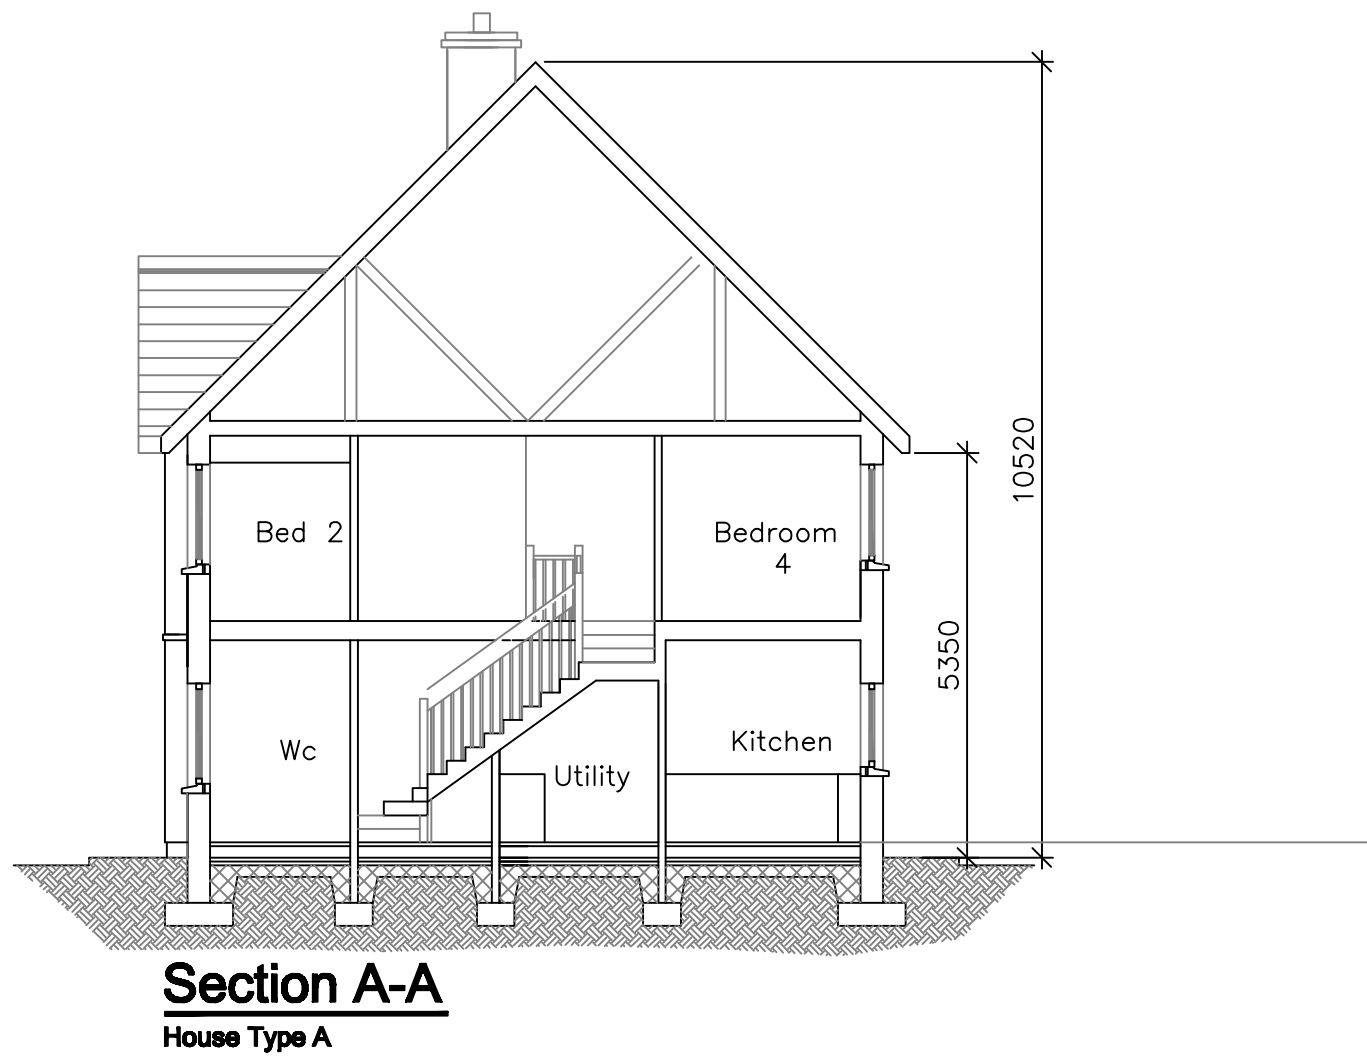 10520
5350
Bed 2
Bedroom
4
Wc
Utility
Kitchen
Section A-A
House Type A